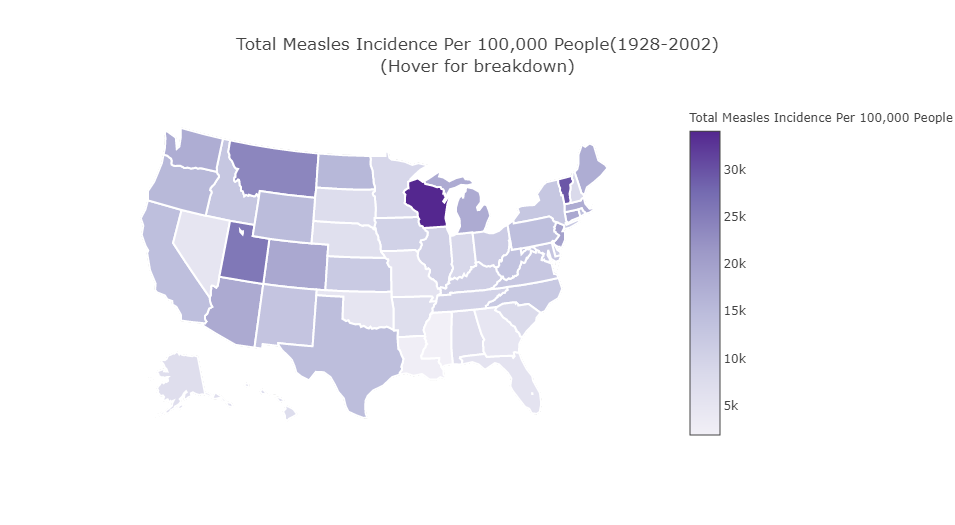 Total Measles Incidence Per 100,000 People(1928-2002)
(Hover for breakdown)
Total Measles Incidence Per 100,000 People
30k
25k
20k
15k
10k
5k